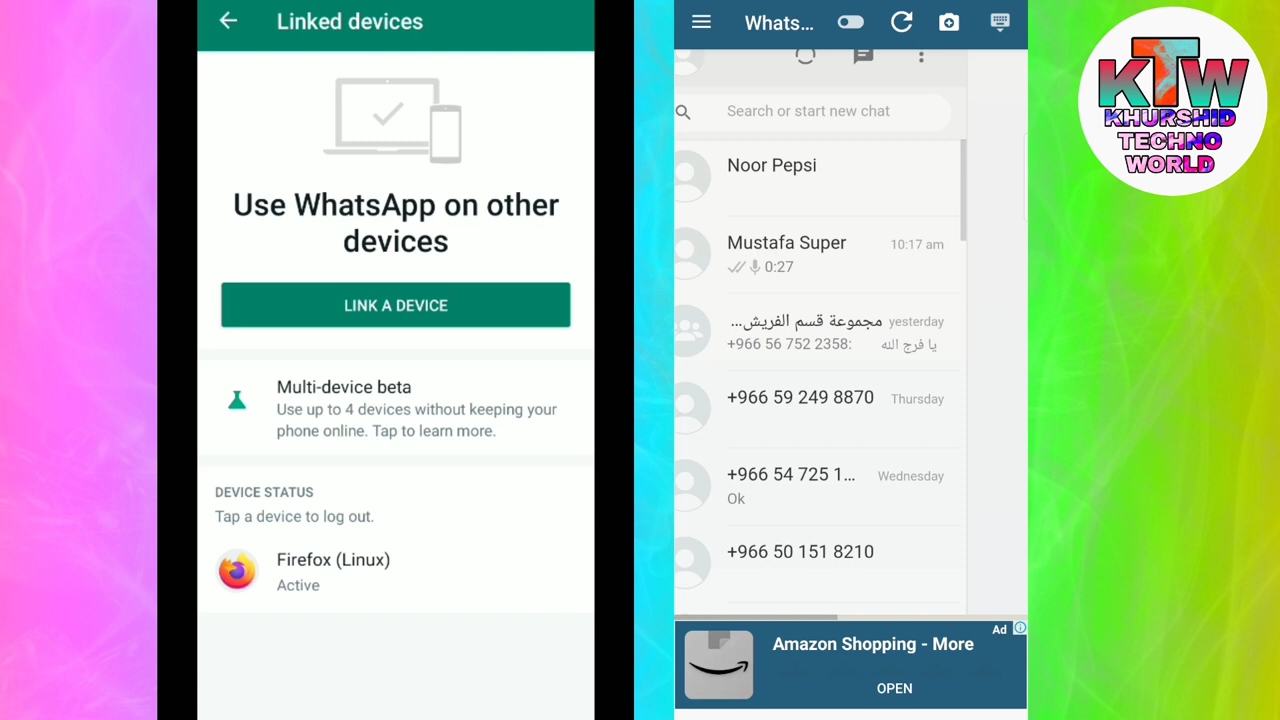 Linked devices
Use WhatsApp on other
devices
LINK A DEVICE
Multi-device beta
Use up to 4 devices without keeping your
phone online. Tap to learn more.
DEVICE STATUS
Tap a device to log out.
Firefox (Linux)
Active
Whats...
Search or start new chat
Noor Pepsi
Mustafa Super 10:17 am
0:27
مجموعة قسم الفريش... yesterday
+966 56 752 2358: يا فرج الله
+966 59 249 8870 Thursday
+966 54 725 1... Wednesday
Ok
+966 50 151 8210
Ad
Amazon Shopping - More
OPEN
KTW
KHURSHID
TECHNO
WORLD